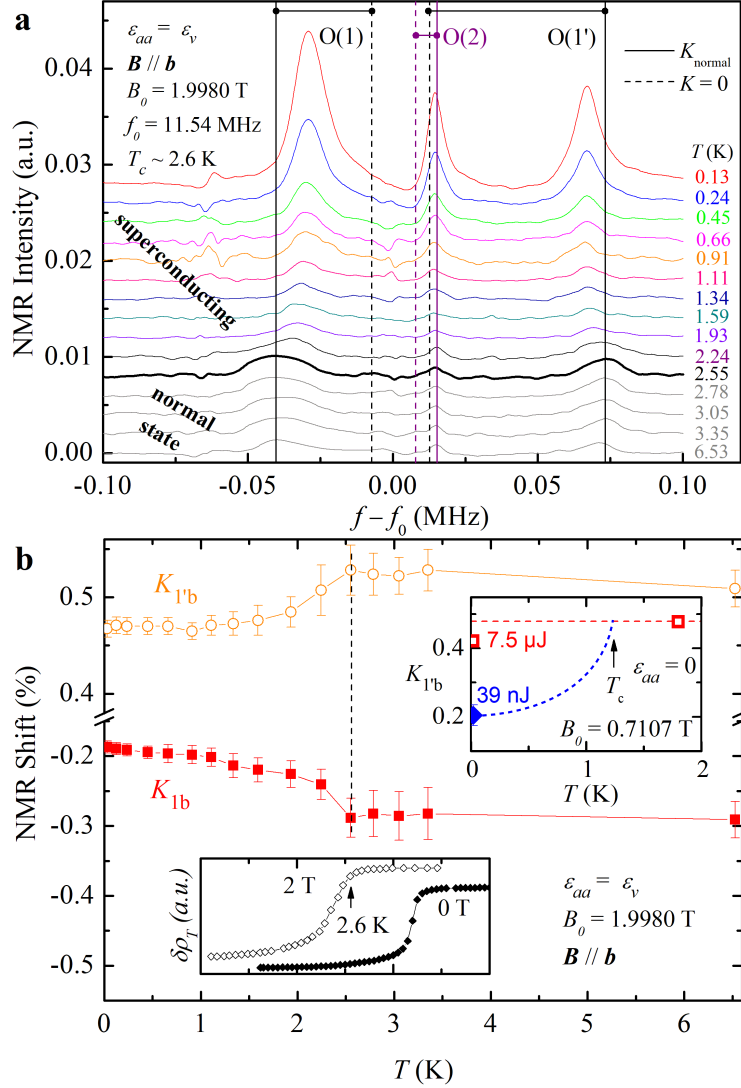 a
O(1)
O(2)
O(1')
ε_aa = ε_v
B // b
B_0 = 1.9980 T
f_0 = 11.54 MHz
T_c ~ 2.6 K
K_normal
K = 0
T (K)
0.13
0.24
0.45
0.66
0.91
1.11
1.34
1.59
1.93
2.24
2.55
2.78
3.05
3.35
6.53
superconducting
normal
state
NMR Intensity (a.u.)
0.04
0.03
0.02
0.01
0.00
-0.10
-0.05
0.00
0.05
0.10
f – f_0 (MHz)
b
K_1'b
K_1b
NMR Shift (%)
0.5
0.4
-0.2
-0.3
-0.4
-0.5
K_1'b
0.4
0.2
7.5 µJ
39 nJ
T_c
ε_aa = 0
B_0 = 0.7107 T
0
1
2
T (K)
δρ_T (a.u.)
2 T
2.6 K
0 T
ε_aa = ε_v
B_0 = 1.9980 T
B // b
0
1
2
3
4
5
6
T (K)